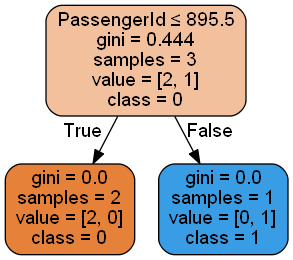 PassengerId ≤ 895.5
gini = 0.444
samples = 3
value = [2, 1]
class = 0
True
False
gini = 0.0
samples = 2
value = [2, 0]
class = 0
gini = 0.0
samples = 1
value = [0, 1]
class = 1